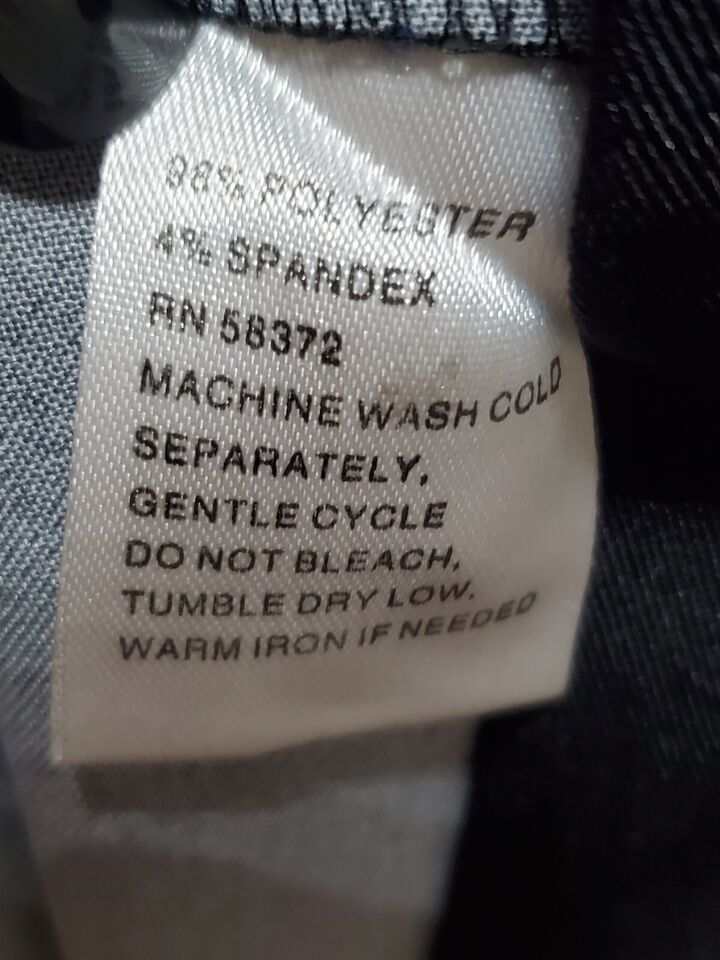 96% POLYESTER
4% SPANDEX
RN 58372
MACHINE WASH COLD
SEPARATELY,
GENTLE CYCLE
DO NOT BLEACH,
TUMBLE DRY LOW,
WARM IRON IF NEEDED